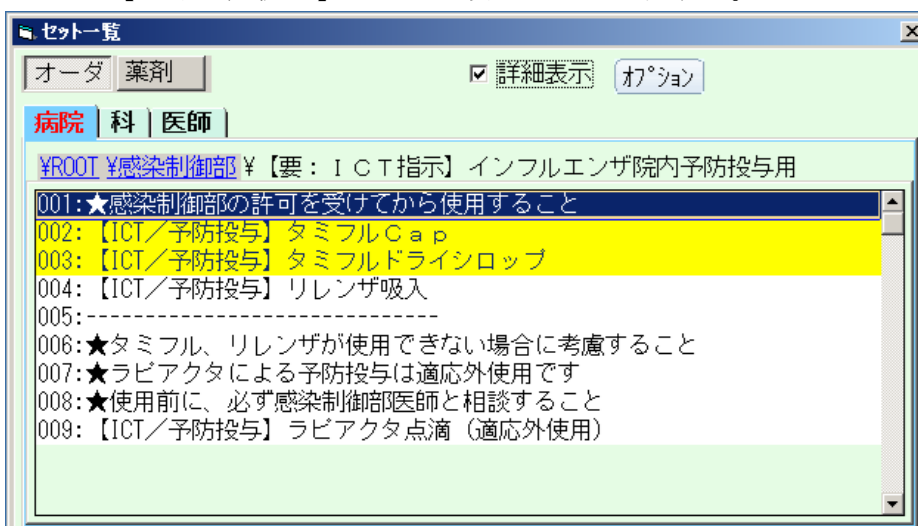 セット一覧
オーダ 薬剤 詳細表示 オプション
病院 科 医師
¥ROOT ¥感染制御部 ¥【要：ＩＣＴ指示】インフルエンザ院内予防投与用
001:★感染制御部の許可を受けてから使用すること
002:【ICT／予防投与】タミフルＣａｐ
003:【ICT／予防投与】タミフルドライシロップ
004:【ICT／予防投与】リレンザ吸入
005:------------------------------
006:★タミフル、リレンザが使用できない場合に考慮すること
007:★ラピアクタによる予防投与は適応外使用です
008:★使用前に、必ず感染制御部医師と相談すること
009:【ICT／予防投与】ラピアクタ点滴（適応外使用）